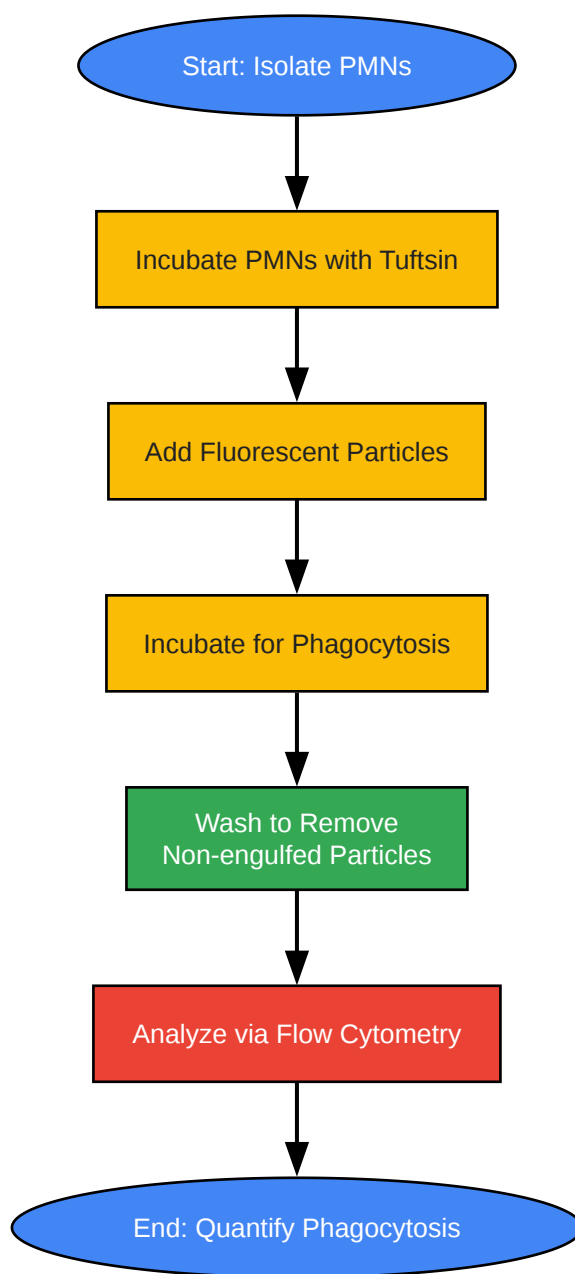 Start: Isolate PMNs
Incubate PMNs with Tuftsin
Add Fluorescent Particles
Incubate for Phagocytosis
Wash to Remove
Non-engulfed Particles
Analyze via Flow Cytometry
End: Quantify Phagocytosis